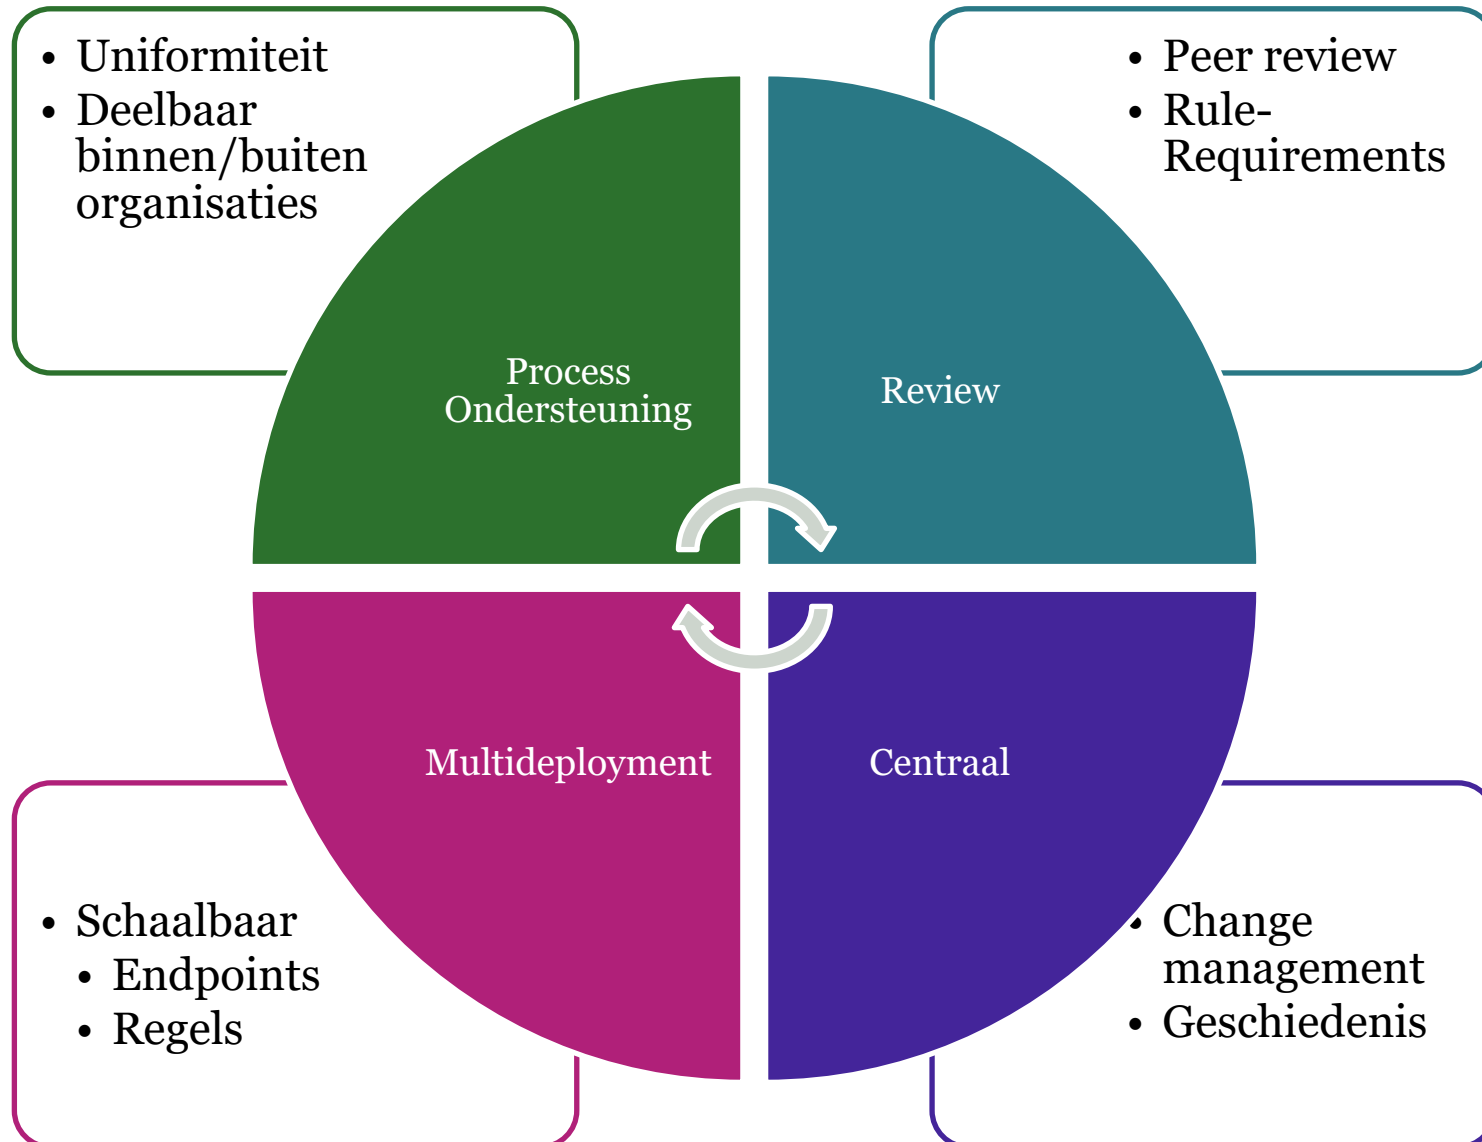 • Uniformiteit
• Deelbaar
binnen/buiten
organisaties
• Peer review
• Rule-
Requirements
Process
Ondersteuning
Review
Multideployment
Centraal
• Schaalbaar
• Endpoints
• Regels
• Change
management
• Geschiedenis